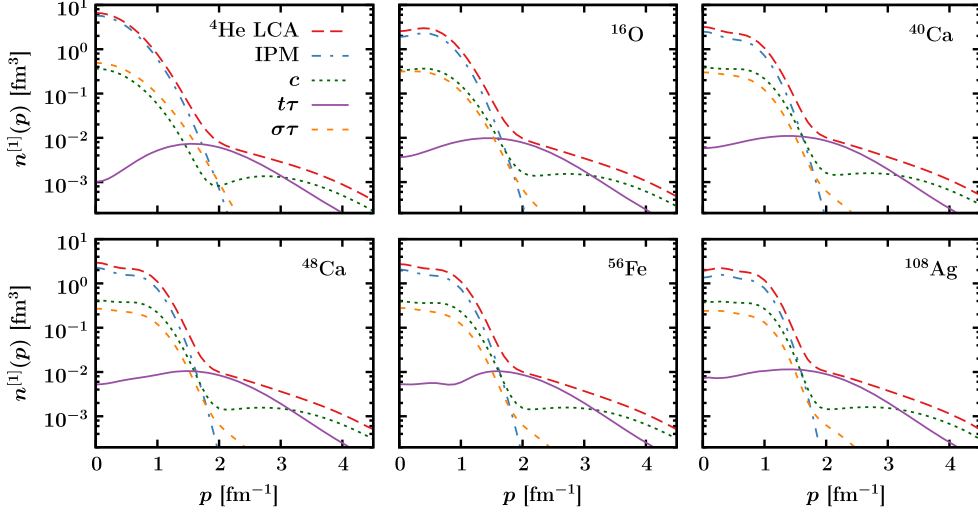 10¹
10⁰
10⁻¹
10⁻²
10⁻³
n^[1](p) [fm³]
⁴He LCA
IPM
c
tτ
στ
¹⁶O
⁴⁰Ca
10¹
10⁰
10⁻¹
10⁻²
10⁻³
n^[1](p) [fm³]
⁴⁸Ca
⁵⁶Fe
¹⁰⁸Ag
0 1 2 3 4
0 1 2 3 4
0 1 2 3 4
p [fm⁻¹]
p [fm⁻¹]
p [fm⁻¹]